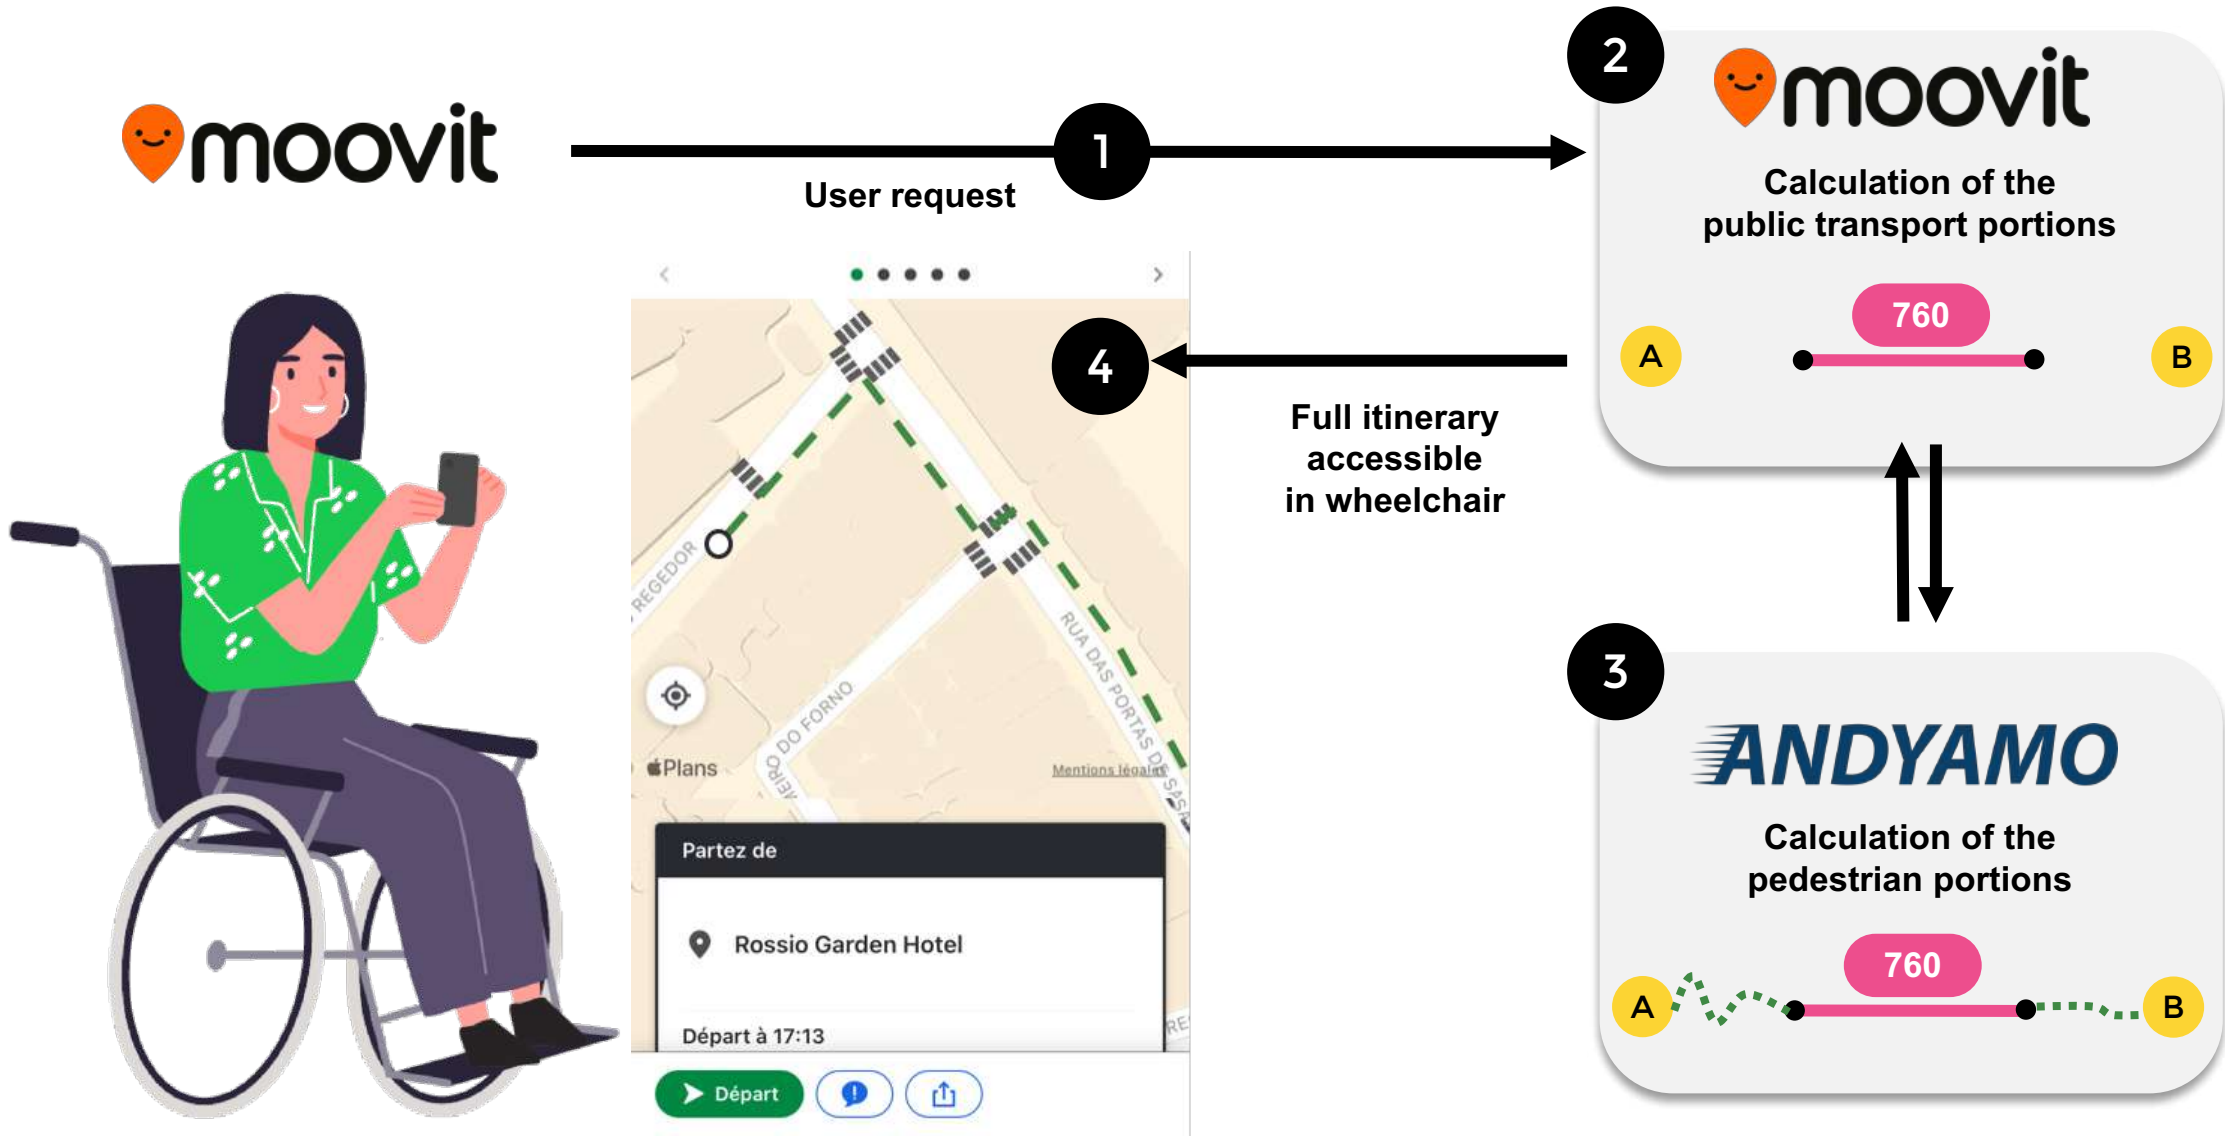 moovit
1
User request
2
moovit
Calculation of the
public transport portions
760
A
B
4
Full itinerary
accessible
in wheelchair
REGEDOR
RUA DAS PORTAS DE
DO FORNO
Plans
Mentions légales
Partez de
Rossio Garden Hotel
Départ à 17:13
Départ
3
ANDYAMO
Calculation of the
pedestrian portions
760
A
B